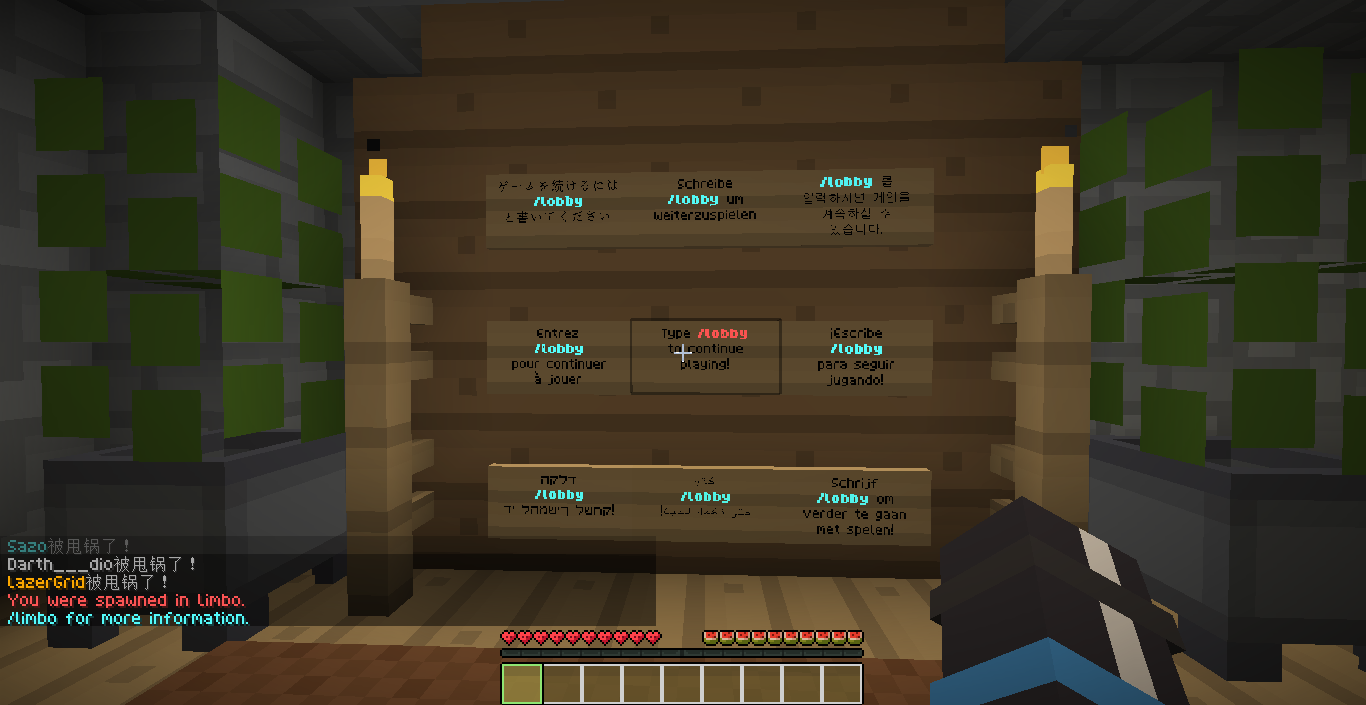 ゲームを続けるには
/lobby
と書いてください
Schreibe
/lobby um
weiterzuspielen
/lobby 를
입력하시면 게임을
계속하실 수
있습니다.
Entrez
/lobby
pour continuer
à jouer
Type /lobby
to continue
playing!
¡Escribe
/lobby
para seguir
jugando!
דלקה
/lobby
/lobby
Schrijf
/lobby om
verder te gaan
met spelen!
Sazo被甩锅了！
Darth___dio被甩锅了！
LazerGrid被甩锅了！
You were spawned in Limbo.
/limbo for more information.